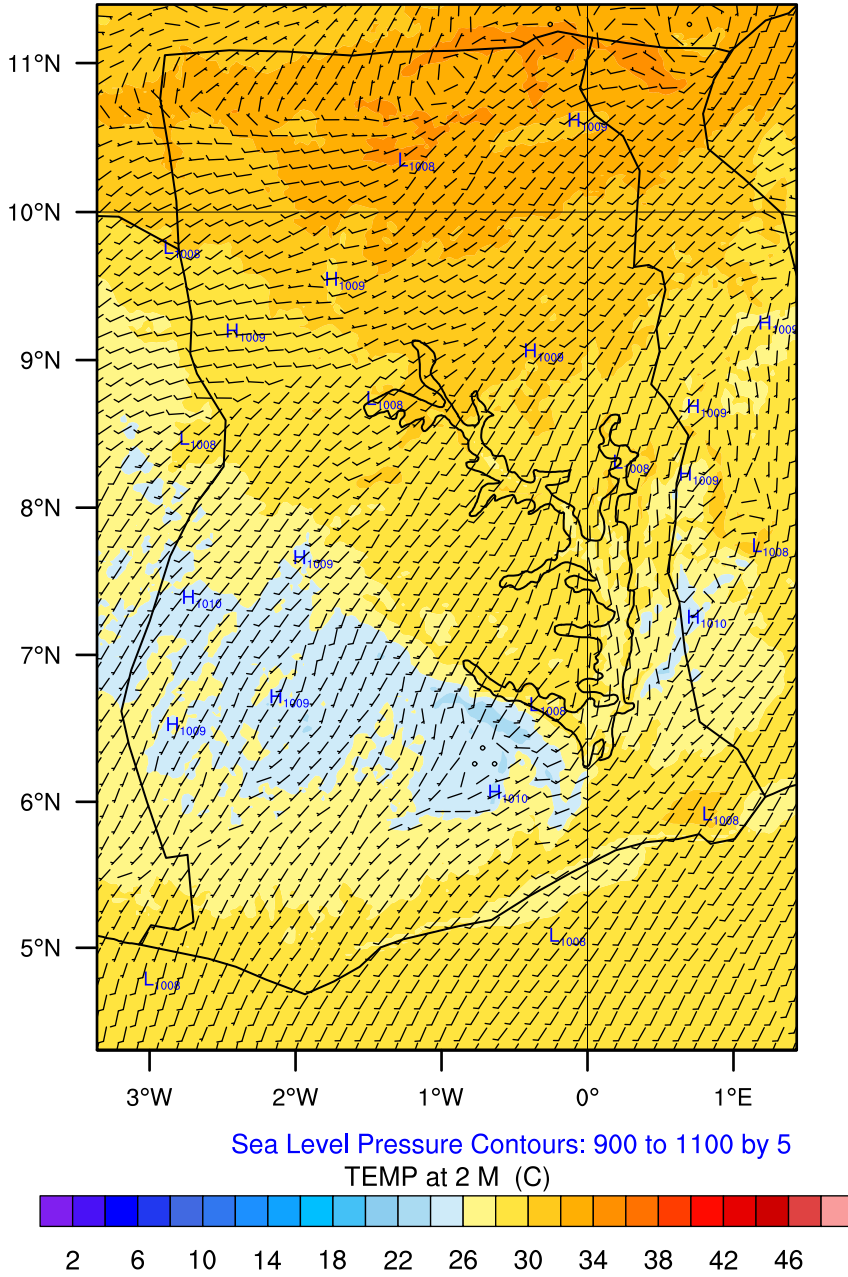 11°N
H1009
L1008
10°N
L1008
H1009
H1009
H1009
H1009
9°N
L1008
H1009
L1008
L1008
H1009
8°N
L1008
H1009
H1010
H1010
7°N
H1009
L1008
H1009
H1010
6°N
L1008
5°N
L1008
L1008
3°W 2°W 1°W 0° 1°E
Sea Level Pressure Contours: 900 to 1100 by 5
TEMP at 2 M (C)
2 6 10 14 18 22 26 30 34 38 42 46